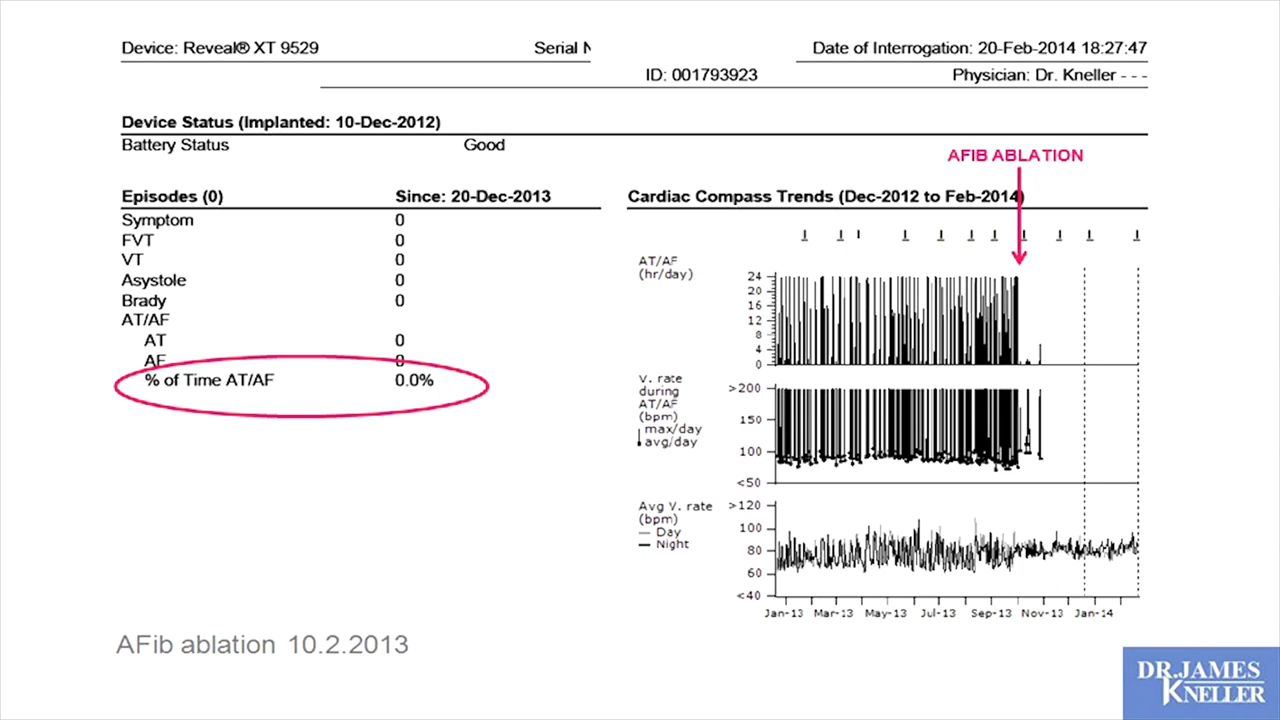 Device: Reveal® XT 9529 Serial N Date of Interrogation: 20-Feb-2014 18:27:47
ID: 001793923 Physician: Dr. Kneller - - -
Device Status (Implanted: 10-Dec-2012)
Battery Status Good
AFIB ABLATION
Episodes (0) Since: 20-Dec-2013
Symptom 0
FVT 0
VT 0
Asystole 0
Brady 0
AT/AF
AT 0
AF 0
% of Time AT/AF 0.0%
Cardiac Compass Trends (Dec-2012 to Feb-2014)
AT/AF
(hr/day)
24
20
16
12
8
4
0
V. rate
during
AT/AF
(bpm)
max/day
avg/day
>200
150
100
<50
Avg V. rate
(bpm)
Day
Night
>120
100
80
60
<40
Jan-13 Mar-13 May-13 Jul-13 Sep-13 Nov-13 Jan-14
AFib ablation 10.2.2013
DR.JAMES
KNELLER